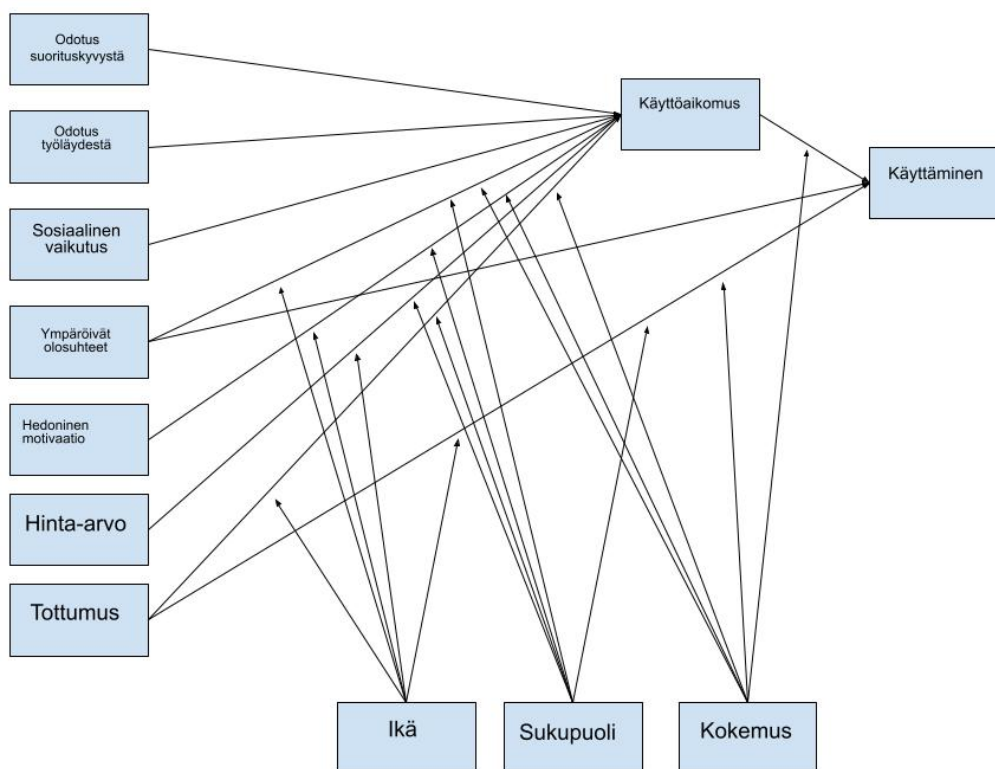 Odotus
suorituskyvystä
Odotus
työläydestä
Sosiaalinen
vaikutus
Ympäröivät
olosuhteet
Hedoninen
motivaatio
Hinta-arvo
Tottumus
Käyttöaikomus
Käyttäminen
Ikä
Sukupuoli
Kokemus